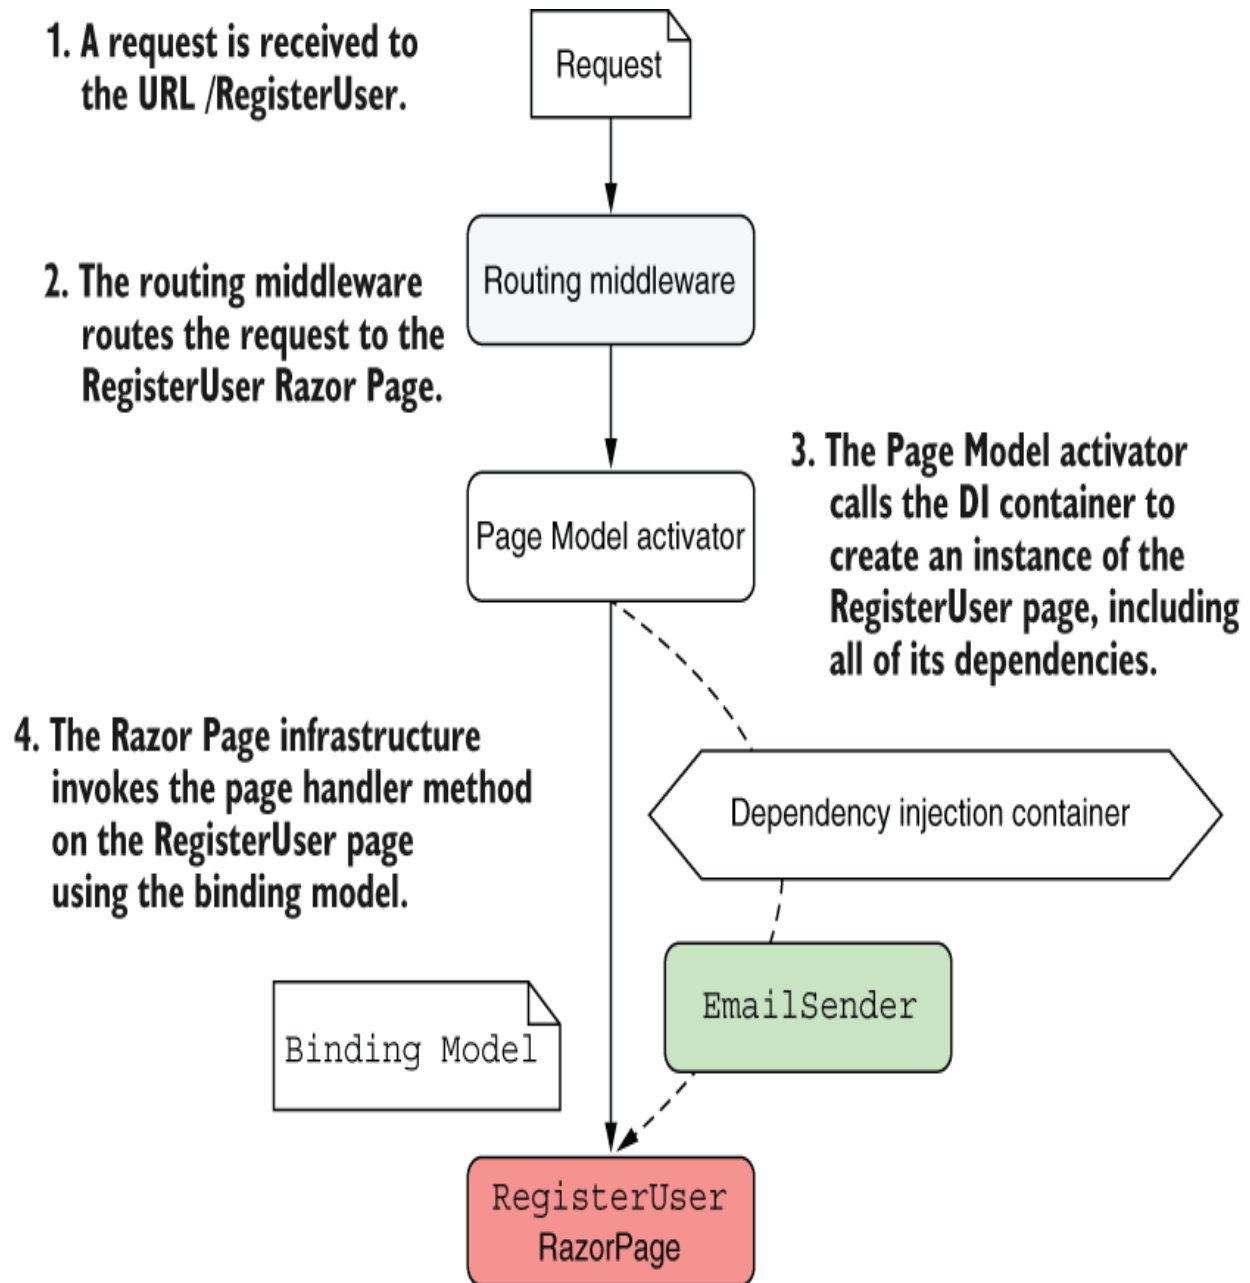 1. A request is received to
the URL /RegisterUser.
Request
2. The routing middleware
routes the request to the
RegisterUser Razor Page.
Routing middleware
3. The Page Model activator
calls the DI container to
create an instance of the
RegisterUser page, including
all of its dependencies.
Page Model activator
4. The Razor Page infrastructure
invokes the page handler method
on the RegisterUser page
using the binding model.
Dependency injection container
EmailSender
Binding Model
RegisterUser
RazorPage